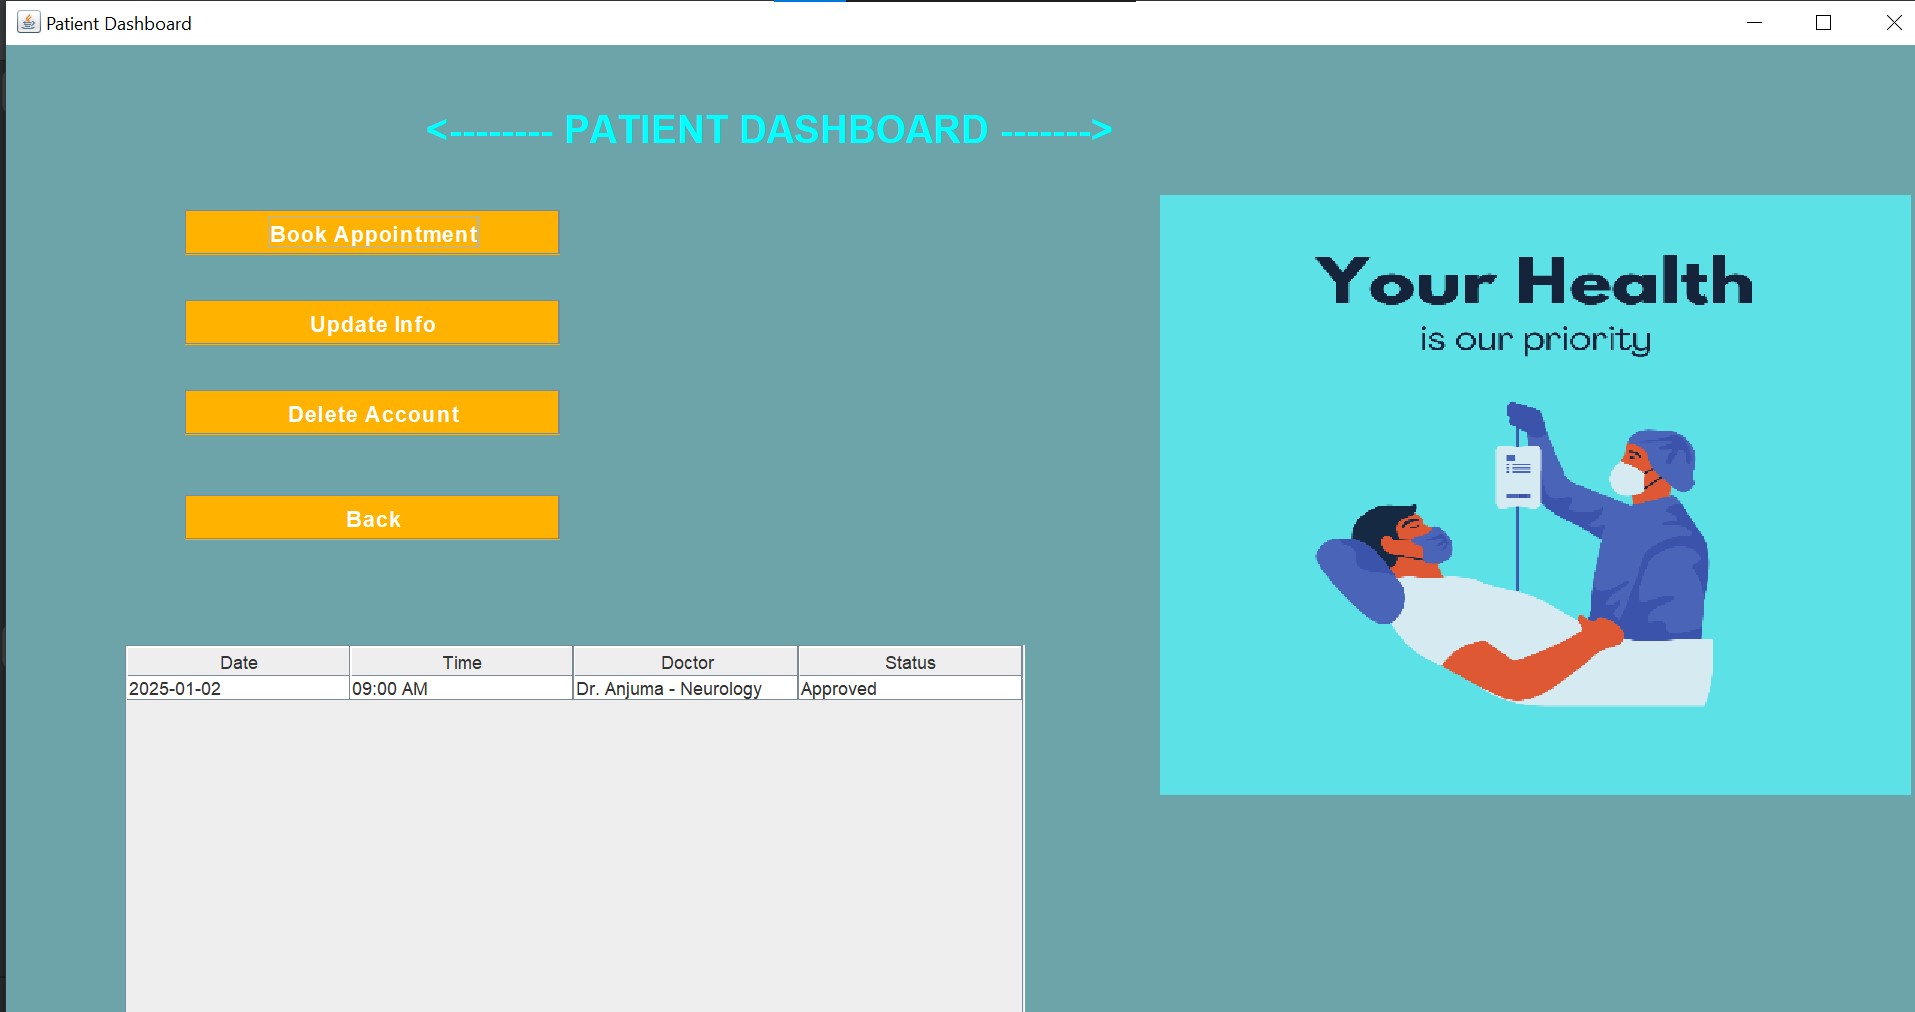 Patient Dashboard
<-------- PATIENT DASHBOARD ------->
Book Appointment
Update Info
Delete Account
Back
Your Health
is our priority
Date Time Doctor Status
2025-01-02 09:00 AM Dr. Anjuma - Neurology Approved